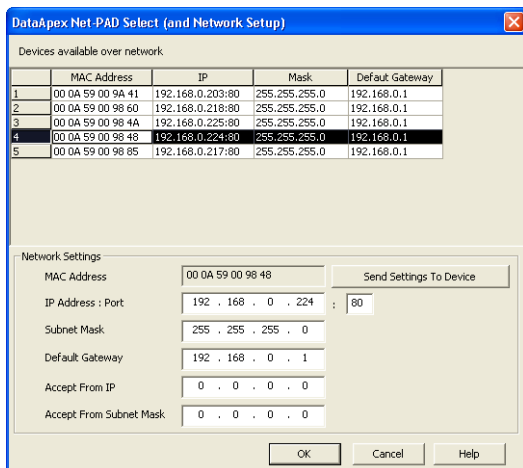 DataApex Net-PAD Select (and Network Setup)
Devices available over network
MAC Address IP Mask Defaut Gateway
1 00 0A 59 00 9A 41 192.168.0.203:80 255.255.255.0 192.168.0.1
2 00 0A 59 00 98 60 192.168.0.218:80 255.255.255.0 192.168.0.1
3 00 0A 59 00 98 4A 192.168.0.225:80 255.255.255.0 192.168.0.1
4 00 0A 59 00 98 48 192.168.0.224:80 255.255.255.0 192.168.0.1
5 00 0A 59 00 98 85 192.168.0.217:80 255.255.255.0 192.168.0.1
Network Settings
MAC Address 00 0A 59 00 98 48 Send Settings To Device
IP Address : Port 192 . 168 . 0 . 224 : 80
Subnet Mask 255 . 255 . 255 . 0
Default Gateway 192 . 168 . 0 . 1
Accept From IP 0 . 0 . 0 . 0
Accept From Subnet Mask 0 . 0 . 0 . 0
OK Cancel Help